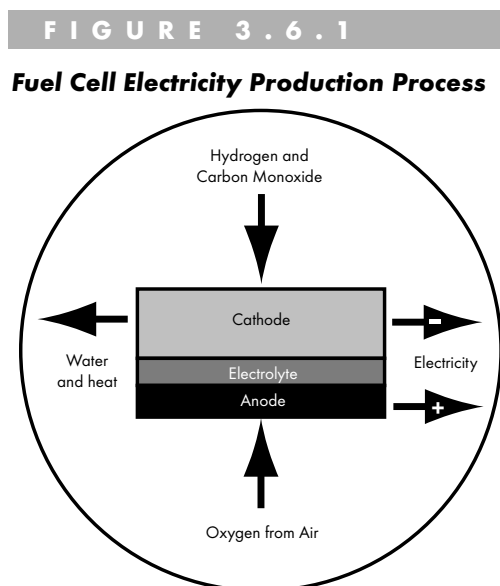 FIGURE 3.6.1
Fuel Cell Electricity Production Process
Hydrogen and
Carbon Monoxide
Cathode
-
Water
and heat
Electrolyte
Electricity
Anode
+
Oxygen from Air